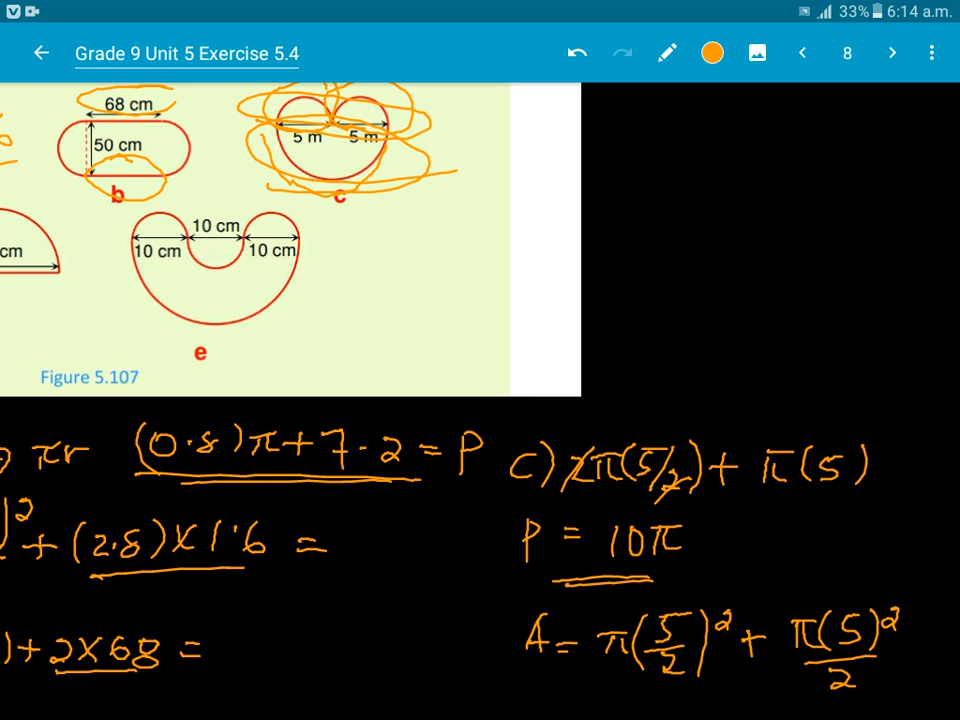 33% 6:14 a.m.
Grade 9 Unit 5 Exercise 5.4
8
68 cm
50 cm
5 m 5 m
b
c
10 cm
cm
10 cm
10 cm
e
Figure 5.107
πr (0.8)π+7.2=P
)² + (2.8)×1.6 =
)+2×68 =
c) 2π(5/2)+ π(5)
P = 10π
A= π(5/2)² + π(5)²/2